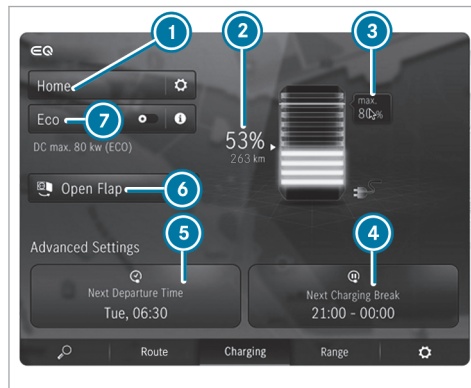 1
2
3
EQ
Home
max.
80 %
Eco
7
53%
263 km
DC max. 80 kw (ECO)
Open Flap
6
5
4
Advanced Settings
Next Departure Time
Tue, 06:30
Next Charging Break
21:00 - 00:00
Route
Charging
Range